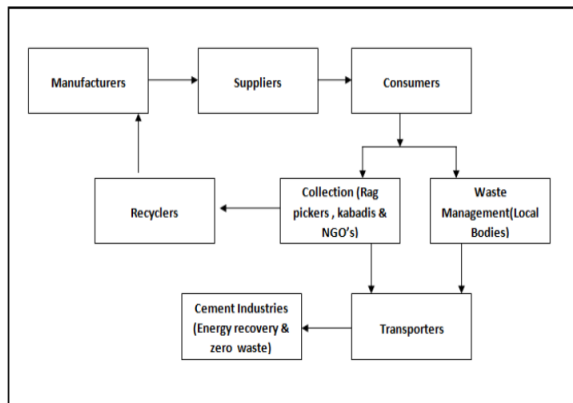 Manufacturers
Suppliers
Consumers
Recyclers
Collection (Rag
pickers , kabadis &
NGO's)
Waste
Management(Local
Bodies)
Cement Industries
(Energy recovery &
zero waste)
Transporters